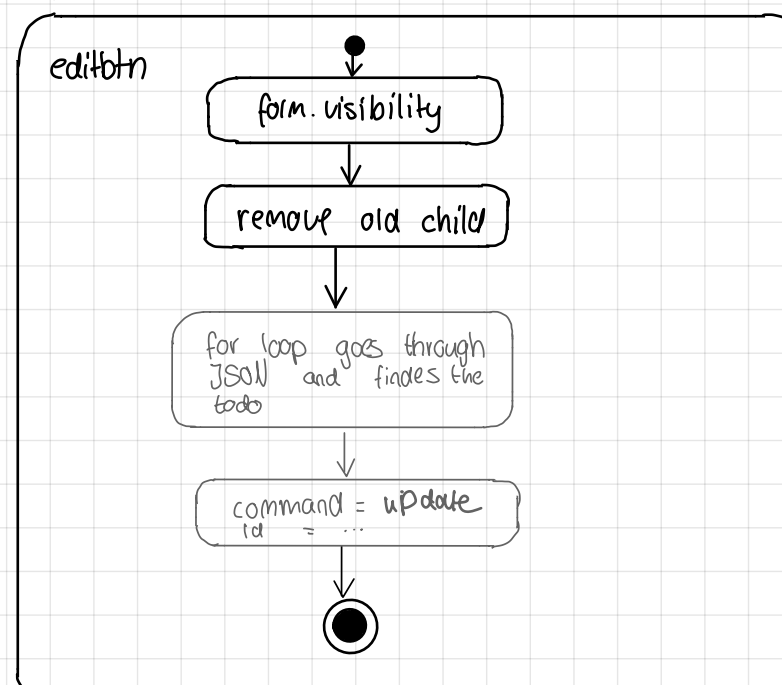 editbtn
form.visibility
remove old child
for loop goes through
JSON and findes the
todo
command = update
id = ...